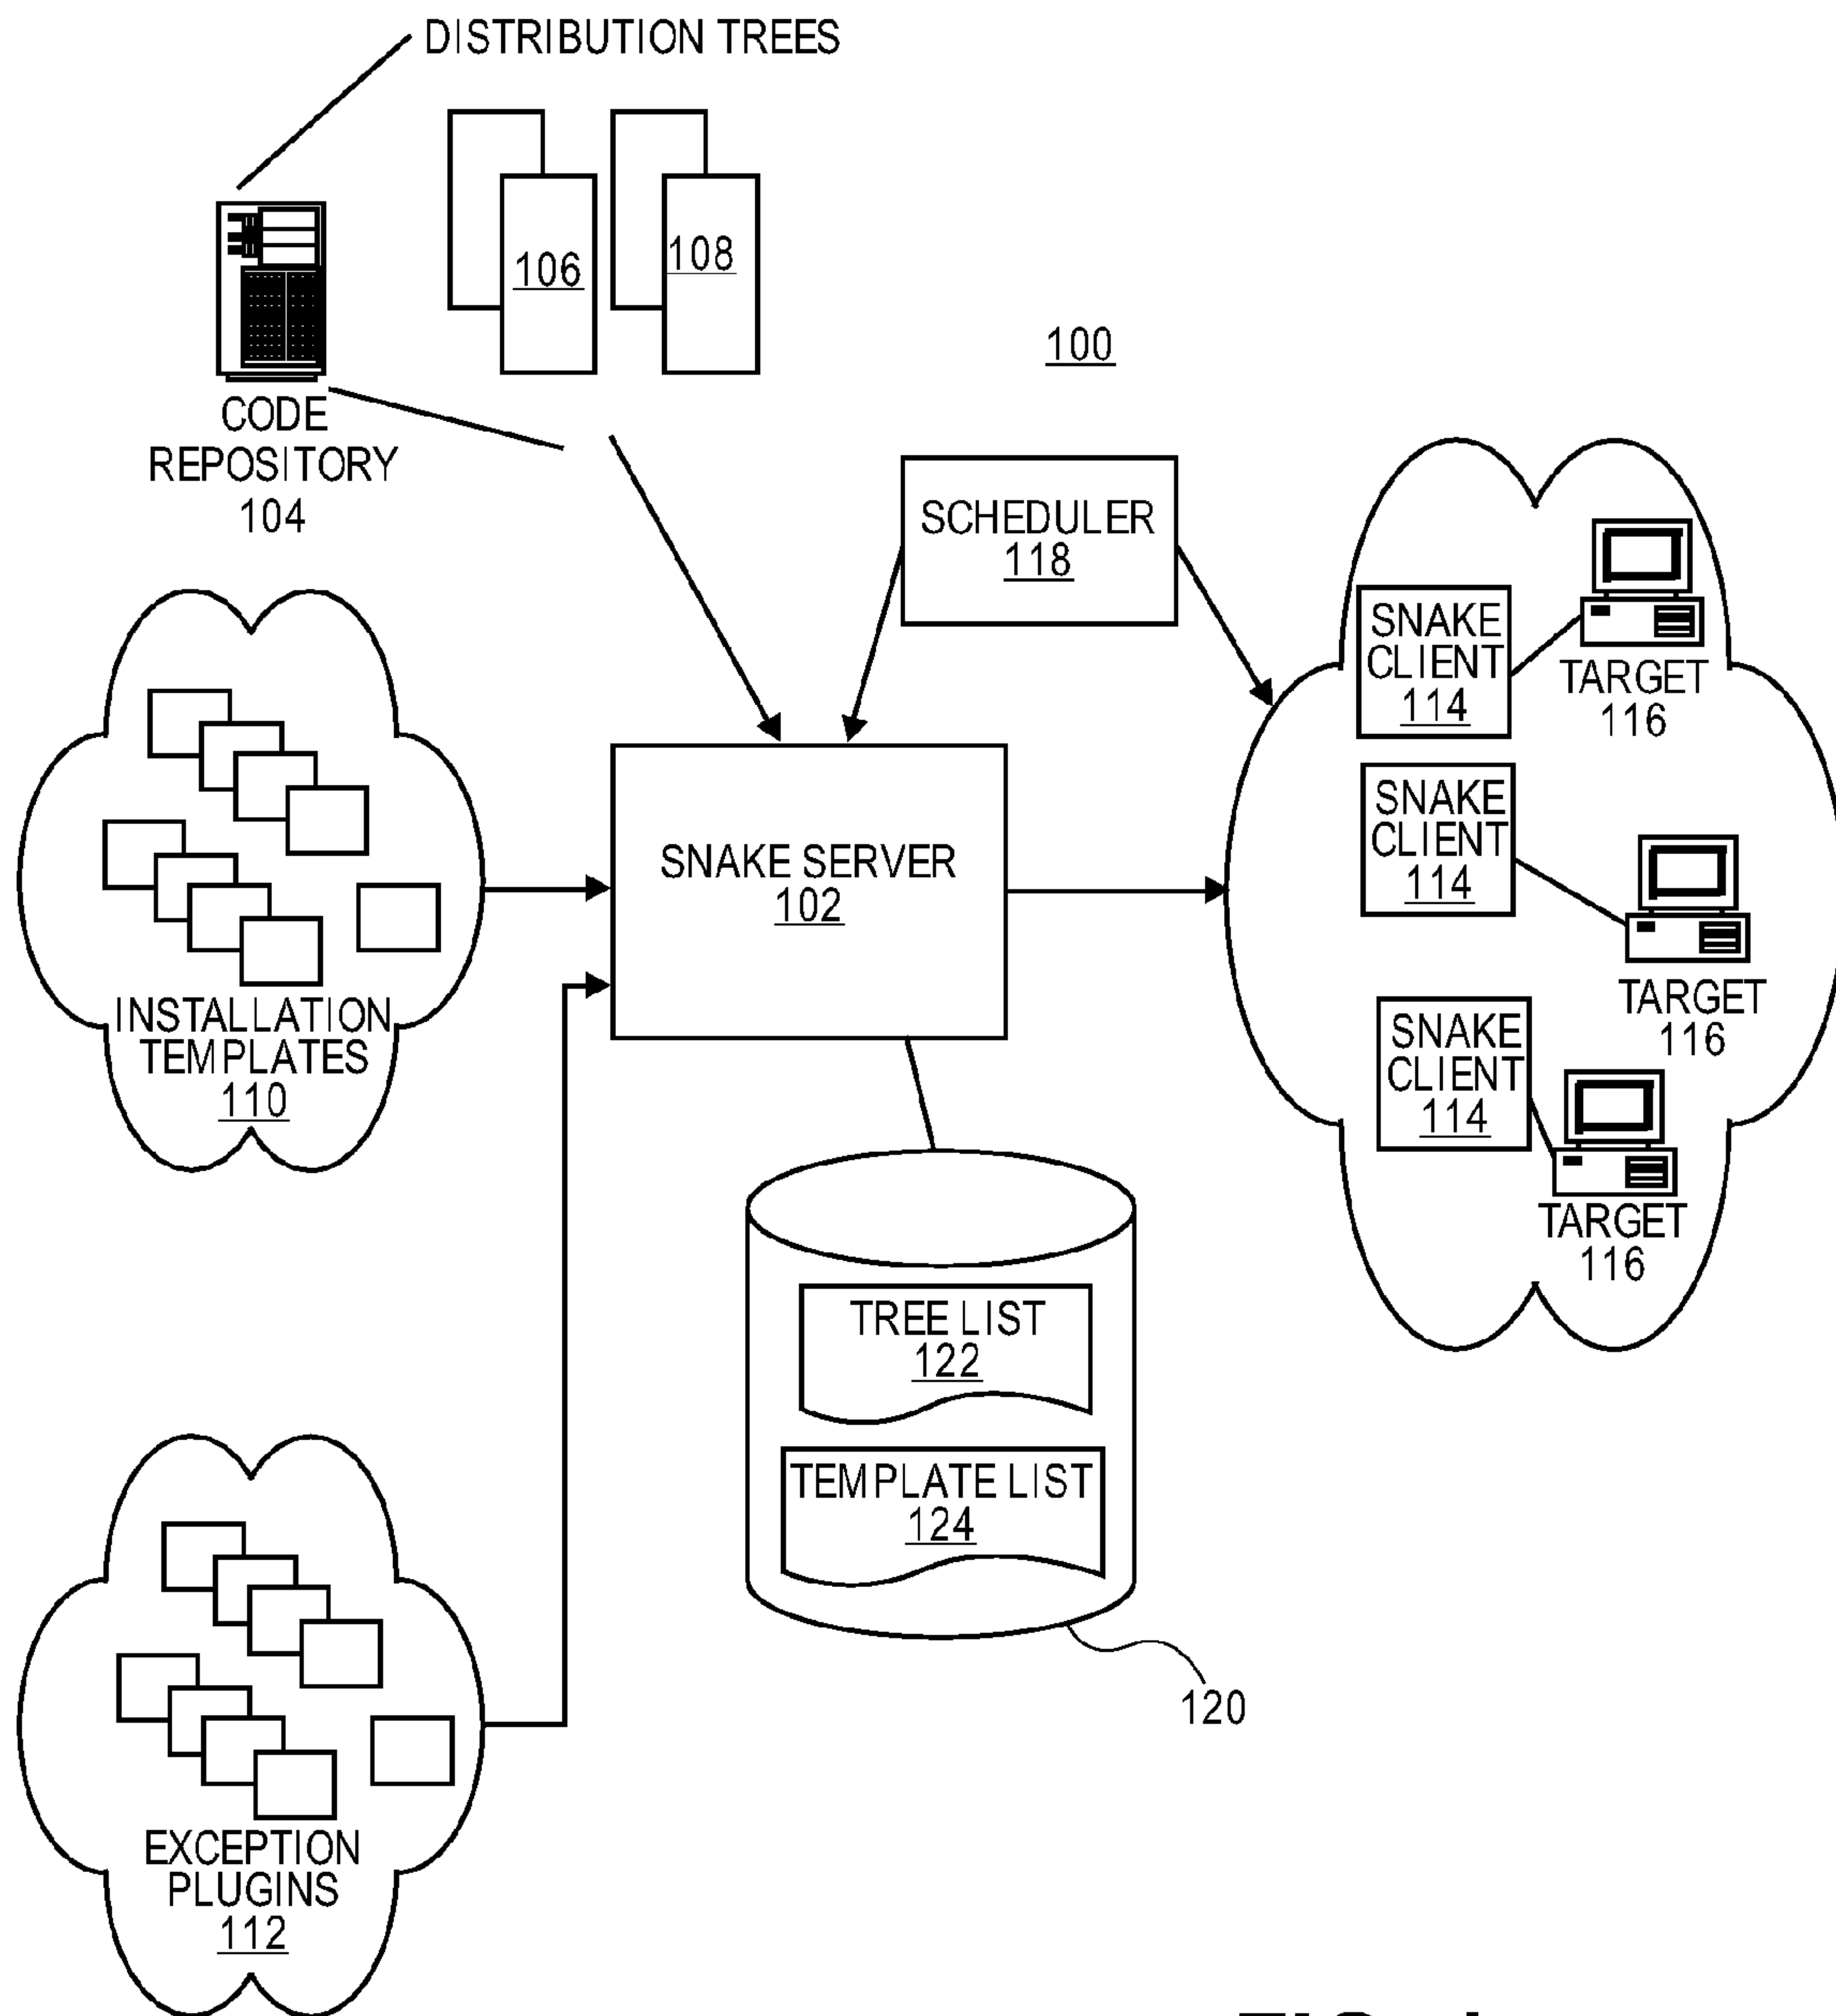 DISTRIBUTION TREES
106
108
100
CODE
REPOSITORY
104
SCHEDULER
118
SNAKE
CLIENT
114
TARGET
116
SNAKE
CLIENT
114
TARGET
116
SNAKE
CLIENT
114
TARGET
116
SNAKE SERVER
102
INSTALLATION
TEMPLATES
110
TREE LIST
122
TEMPLATE LIST
124
120
EXCEPTION
PLUGINS
112